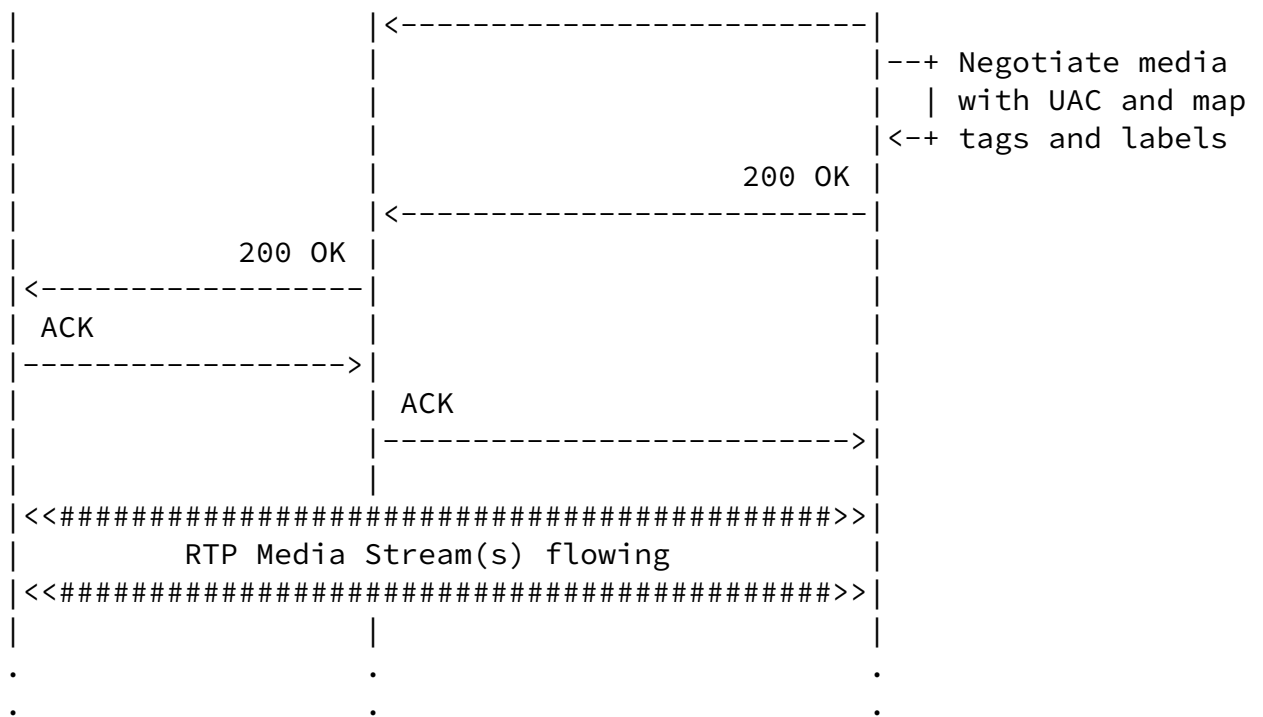 |                   |<--------------------------|
|                   |                           |--+ Negotiate media
|                   |                           |  | with UAC and map
|                   |                           |<-+ tags and labels
|                   |                    200 OK |
|                   |<--------------------------|
|            200 OK |                           |
|<------------------|                           |
| ACK               |                           |
|------------------>|                           |
|                   | ACK                       |
|                   |-------------------------->|
|                   |                           |
|<<###########################################>>|
|         RTP Media Stream(s) flowing           |
|<<###########################################>>|
|                   |                           |
.                   .                           .
.                   .                           .